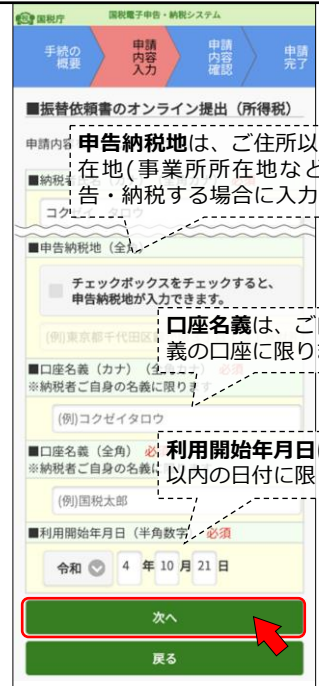 国税庁 国税電子申告・納税システム
手続の
概要
申請
内容
入力
申請
内容
確認
申請
完了
■振替依頼書のオンライン提出（所得税）
申請内容
申告納税地は、ご住所以
在地(事業所所在地など
告・納税する場合に入力
■納税者
コクゼイ タロウ
■申告納税地（全角
チェックボックスをチェックすると、
申告納税地が入力できます。
(例)東京都千代田区
口座名義は、ご
義の口座に限り
■口座名義（カナ）（全角カナ） 必須
※納税者ご自身の名義に限ります
(例)コクゼイタロウ
利用開始年月日
以内の日付に限
■口座名義（全角） 必
※納税者ご自身の名義に
(例)国税太郎
■利用開始年月日（半角数字） 必須
令和 4 年 10 月 21 日
次へ
戻る